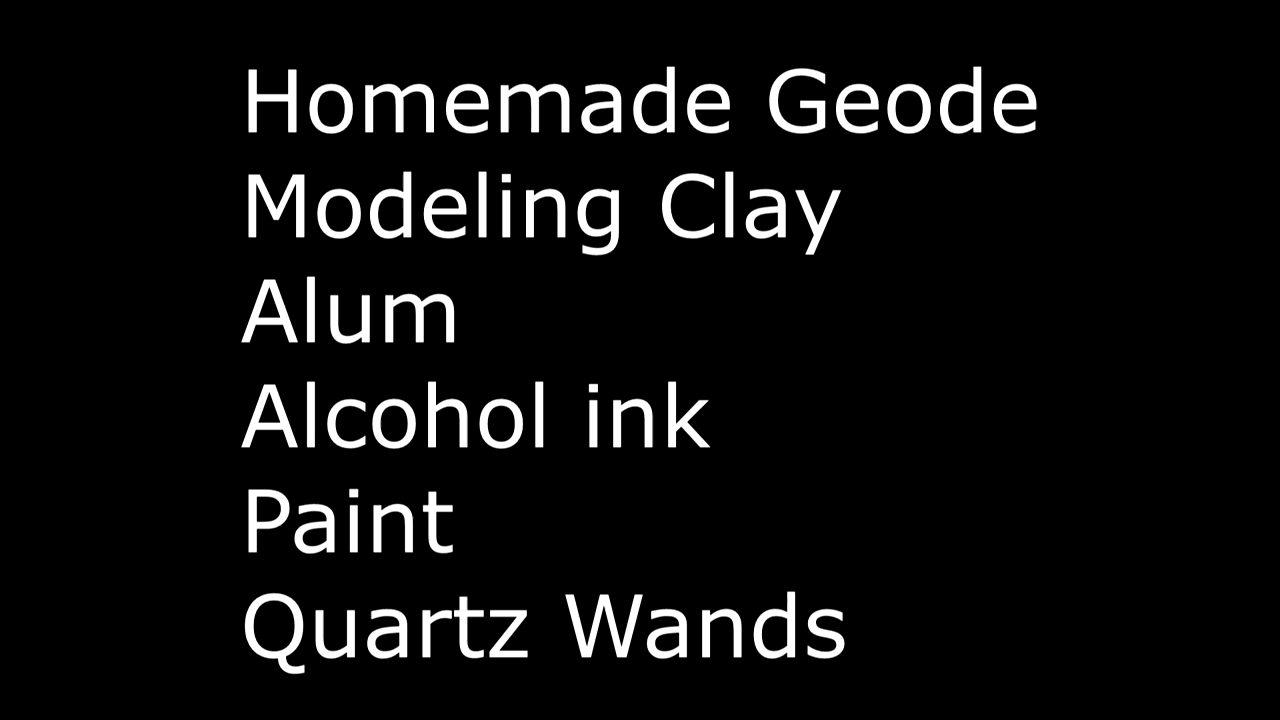 Homemade Geode
Modeling Clay
Alum
Alcohol ink
Paint
Quartz Wands